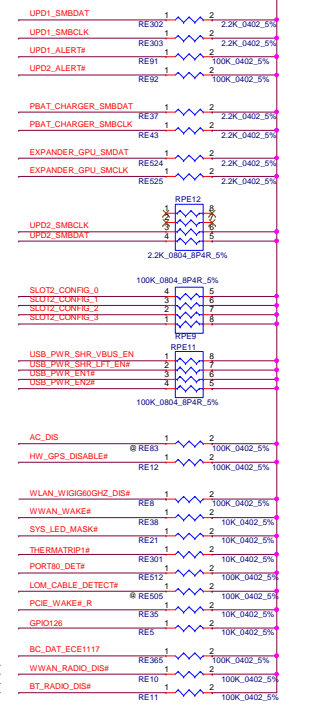 UPD1_SMBDAT 1 2
RE302 2.2K_0402_5%
UPD1_SMBCLK 1 2
RE303 2.2K_0402_5%
UPD1_ALERT# 1 2
RE91 100K_0402_5%
UPD2_ALERT# 1 2
RE92 100K_0402_5%
PBAT_CHARGER_SMBDAT 1 2
RE37 2.2K_0402_5%
PBAT_CHARGER_SMBCLK 1 2
RE43 2.2K_0402_5%
EXPANDER_GPU_SMDAT 1 2
RE524 2.2K_0402_5%
EXPANDER_GPU_SMCLK 1 2
RE525 2.2K_0402_5%
RPE12
1 8
2 7
UPD2_SMBCLK 3 6
UPD2_SMBDAT 4 5
2.2K_0804_8P4R_5%
100K_0804_8P4R_5%
SLOT2_CONFIG_0 4 5
SLOT2_CONFIG_1 3 6
SLOT2_CONFIG_2 2 7
SLOT2_CONFIG_3 1 8
RPE9
RPE11
USB_PWR_SHR_VBUS_EN 1 8
USB_PWR_SHR_LFT_EN# 2 7
USB_PWR_EN1# 3 6
USB_PWR_EN2# 4 5
100K_0804_8P4R_5%
AC_DIS 1 2
@ RE83 100K_0402_5%
HW_GPS_DISABLE# 1 2
RE12 100K_0402_5%
WLAN_WIGIG60GHZ_DIS# 1 2
RE8 100K_0402_5%
WWAN_WAKE# 1 2
RE38 10K_0402_5%
SYS_LED_MASK# 1 2
RE21 10K_0402_5%
THERMATRIP1# 1 2
RE301 10K_0402_5%
PORT80_DET# 1 2
RE512 100K_0402_5%
LOM_CABLE_DETECT# 1 2
@ RE505 10K_0402_5%
PCIE_WAKE#_R 1 2
RE35 10K_0402_5%
GPIO126 1 2
RE5 10K_0402_5%
BC_DAT_ECE1117 1 2
RE365 100K_0402_5%
WWAN_RADIO_DIS# 1 2
RE10 100K_0402_5%
BT_RADIO_DIS# 1 2
RE11 100K_0402_5%